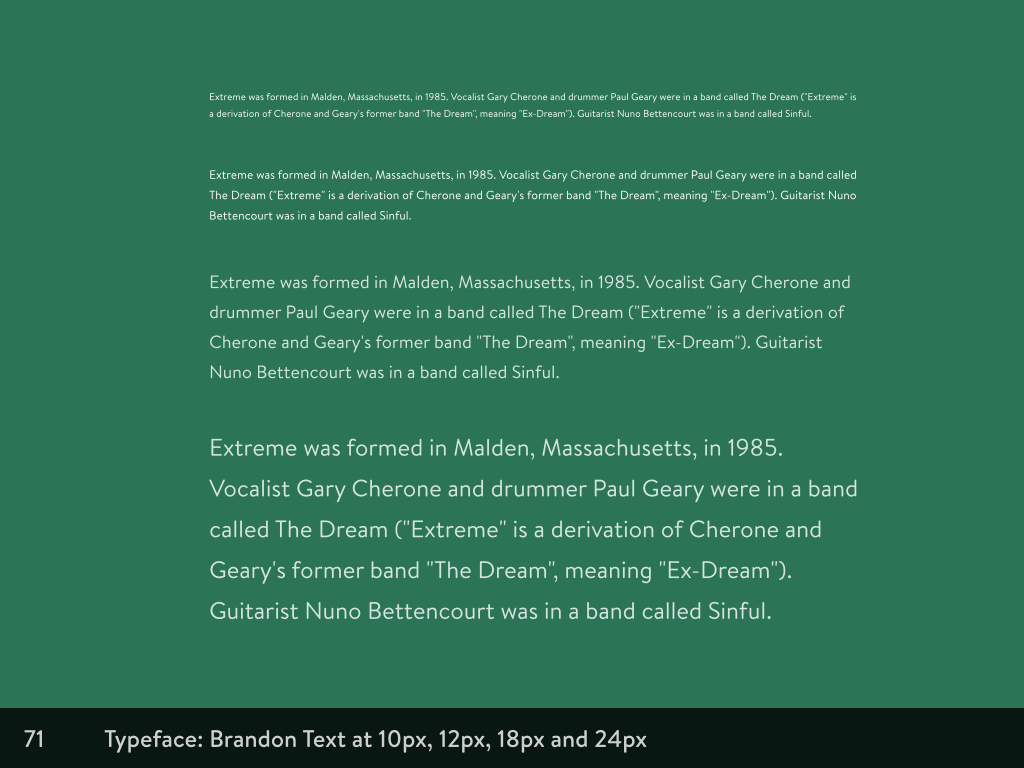 Extreme was formed in Malden, Massachusetts, in 1985. Vocalist Gary Cherone and drummer Paul Geary were in a band called The Dream ("Extreme" is
a derivation of Cherone and Geary's former band "The Dream", meaning "Ex-Dream"). Guitarist Nuno Bettencourt was in a band called Sinful.
Extreme was formed in Malden, Massachusetts, in 1985. Vocalist Gary Cherone and drummer Paul Geary were in a band called
The Dream ("Extreme" is a derivation of Cherone and Geary's former band "The Dream", meaning "Ex-Dream"). Guitarist Nuno
Bettencourt was in a band called Sinful.
Extreme was formed in Malden, Massachusetts, in 1985. Vocalist Gary Cherone and
drummer Paul Geary were in a band called The Dream ("Extreme" is a derivation of
Cherone and Geary's former band "The Dream", meaning "Ex-Dream"). Guitarist
Nuno Bettencourt was in a band called Sinful.
Extreme was formed in Malden, Massachusetts, in 1985.
Vocalist Gary Cherone and drummer Paul Geary were in a band
called The Dream ("Extreme" is a derivation of Cherone and
Geary's former band "The Dream", meaning "Ex-Dream").
Guitarist Nuno Bettencourt was in a band called Sinful.
71 Typeface: Brandon Text at 10px, 12px, 18px and 24px